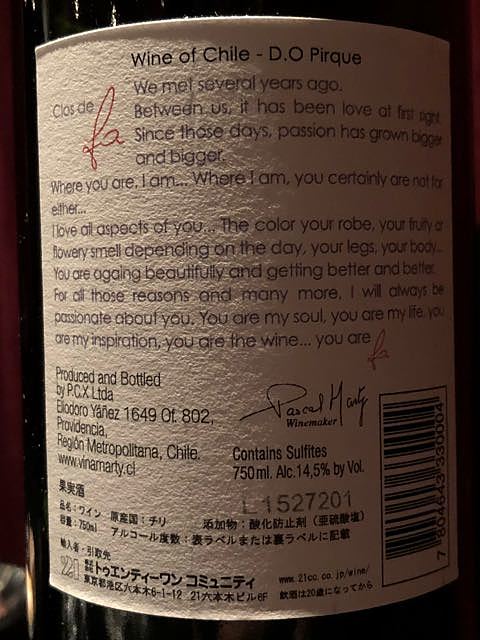 Wine of Chile - D.O Pirque
Clos de fa
We met several years ago.
Between us, it has been love at first sight.
Since those days, passion has grown bigger
and bigger.
Where you are, I am... Where I am, you certainly are not far
either...
I love all aspects of you... The color your robe, your fruity or
flowery smell depending on the day, your legs, your body...
You are againg beautifully and getting better and better.
For all those reasons and many more, I will always be
passionate about you. You are my soul, you are my life, you
are my inspiration, you are the wine... you are fa
Produced and Bottled
by P.C.X Ltda
Eliodoro Yáñez 1649 Of. 802,
Providencia,
Región Metropolitana, Chile.
www.vinamarty.cl
Pascal Marty
Winemaker
Contains Sulfites
750ml. Alc.14,5% by Vol.
L1527201
7 804643 330004
果実酒
品名：ワイン 原産国：チリ 添加物：酸化防止剤（亜硫酸塩）
容量：750ml アルコール度数：表ラベルまたは裏ラベルに記載
輸入者・引取先
21 株式会社 トゥエンティーワン コミュニティ www.21cc.co.jp/wine/
東京都港区六本木6-1-12 21六本木ビル6F 飲酒は20歳になってから